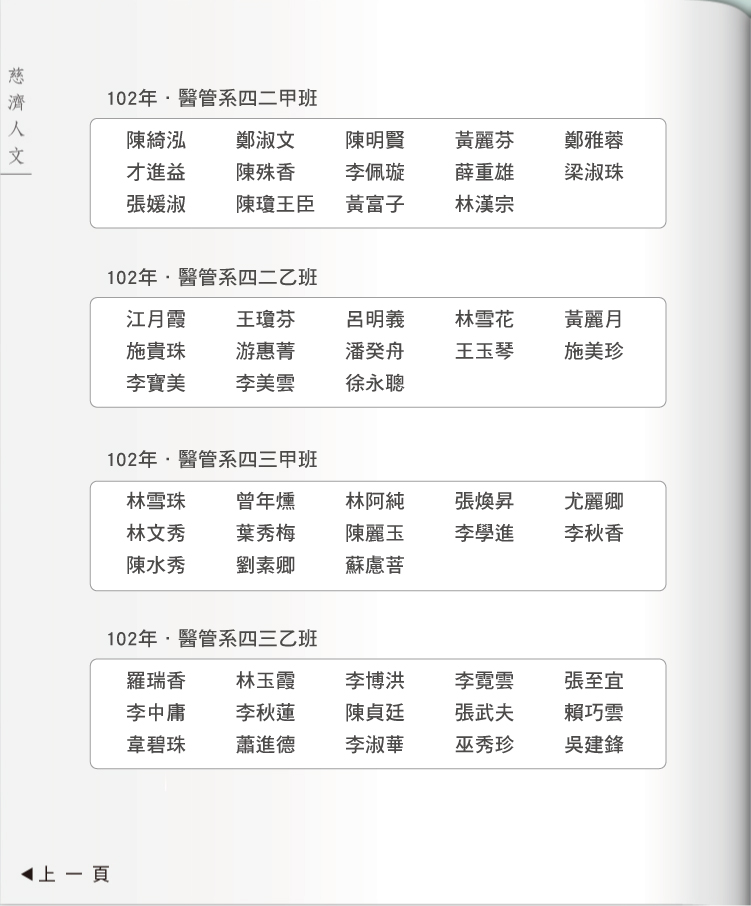 慈濟人文
102年．醫管系四二甲班
陳綺泓 鄭淑文 陳明賢 黃麗芬 鄭雅蓉
才進益 陳殊香 李佩璇 薛重雄 梁淑珠
張媛淑 陳瓊王臣 黃富子 林漢宗
102年．醫管系四二乙班
江月霞 王瓊芬 呂明義 林雪花 黃麗月
施貴珠 游惠菁 潘癸舟 王玉琴 施美珍
李寶美 李美雲 徐永聰
102年．醫管系四三甲班
林雪珠 曾年燻 林阿純 張煥昇 尤麗卿
林文秀 葉秀梅 陳麗玉 李學進 李秋香
陳水秀 劉素卿 蘇慮菩
102年．醫管系四三乙班
羅瑞香 林玉霞 李博洪 李霓雲 張至宜
李中庸 李秋蓮 陳貞廷 張武夫 賴巧雲
韋碧珠 蕭進德 李淑華 巫秀珍 吳建鋒
◀上一頁